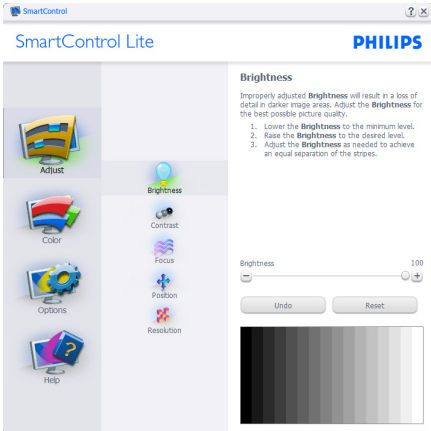 SmartControl
SmartControl Lite
PHILIPS
Adjust
Color
Options
Help
Brightness
Contrast
Focus
Position
Resolution
Brightness
Improperly adjusted Brightness will result in a loss of
detail in darker image areas. Adjust the Brightness for
the best possible picture quality.
1. Lower the Brightness to the minimum level.
2. Raise the Brightness to the desired level.
3. Adjust the Brightness as needed to achieve
an equal separation of the stripes.
Brightness 100
Undo Reset